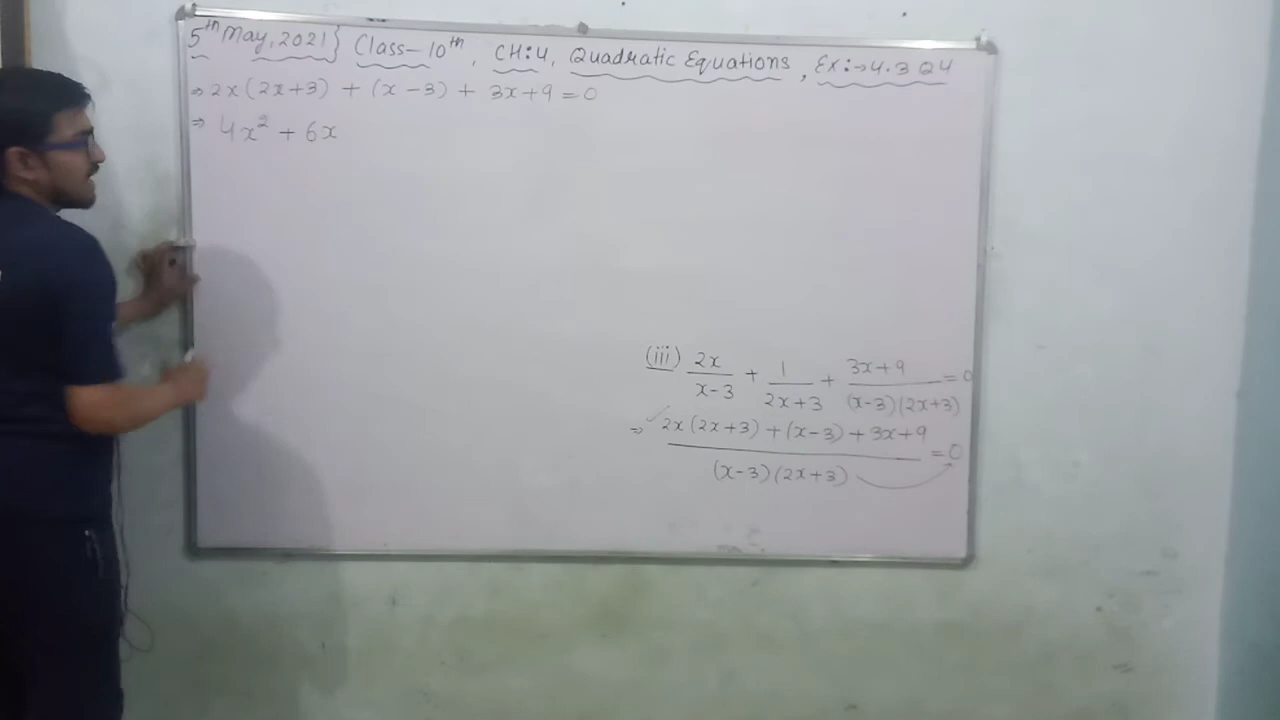 5th May, 2021} Class-10th, CH:4, Quadratic Equations, Ex:→4.3 Q4
⇒ 2x(2x+3) + (x-3) + 3x+9 = 0
⇒ 4x² + 6x
(iii) 2x/(x-3) + 1/(2x+3) + (3x+9)/((x-3)(2x+3)) = 0
⇒ (2x(2x+3) + (x-3) + 3x+9)/((x-3)(2x+3)) = 0